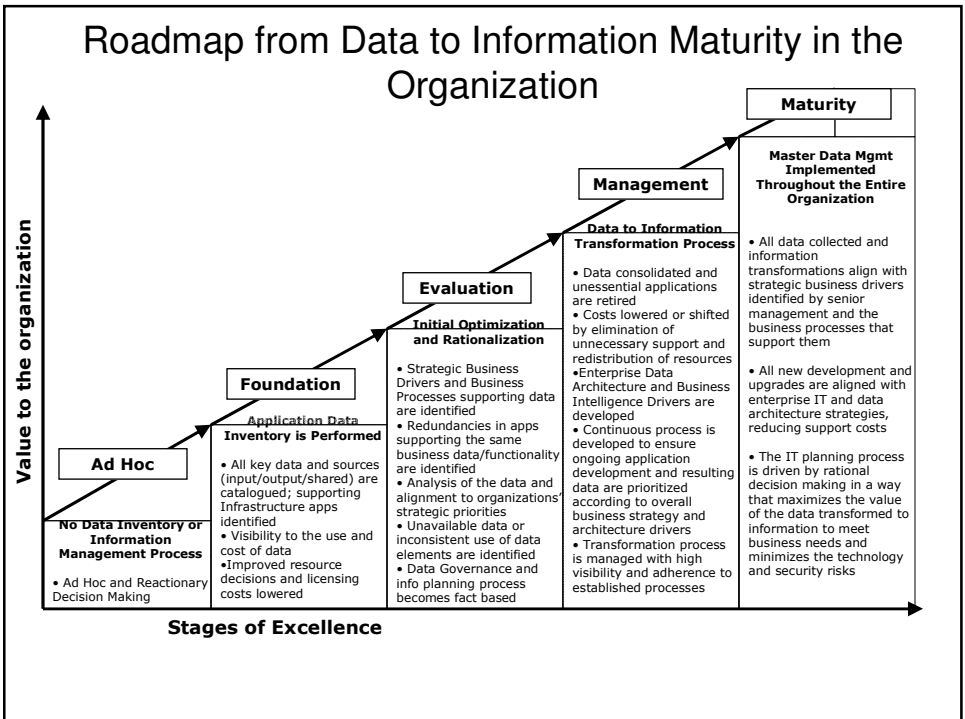 Roadmap from Data to Information Maturity in the
Organization
Value to the organization
Ad Hoc
No Data Inventory or
Information
Management Process
• Ad Hoc and Reactionary
Decision Making
Foundation
Application Data
Inventory is Performed
• All key data and sources
(input/output/shared) are
catalogued; supporting
Infrastructure apps
identified
• Visibility to the use and
cost of data
•Improved resource
decisions and licensing
costs lowered
Evaluation
Initial Optimization
and Rationalization
• Strategic Business
Drivers and Business
Processes supporting data
are identified
• Redundancies in apps
supporting the same
business data/functionality
are identified
• Analysis of the data and
alignment to organizations'
strategic priorities
• Unavailable data or
inconsistent use of data
elements are identified
• Data Governance and
info planning process
becomes fact based
Management
Data to Information
Transformation Process
• Data consolidated and
unessential applications
are retired
• Costs lowered or shifted
by elimination of
unnecessary support and
redistribution of resources
•Enterprise Data
Architecture and Business
Intelligence Drivers are
developed
• Continuous process is
developed to ensure
ongoing application
development and resulting
data are prioritized
according to overall
business strategy and
architecture drivers
• Transformation process
is managed with high
visibility and adherence to
established processes
Maturity
Master Data Mgmt
Implemented
Throughout the Entire
Organization
• All data collected and
information
transformations align with
strategic business drivers
identified by senior
management and the
business processes that
support them
• All new development and
upgrades are aligned with
enterprise IT and data
architecture strategies,
reducing support costs
• The IT planning process
is driven by rational
decision making in a way
that maximizes the value
of the data transformed to
information to meet
business needs and
minimizes the technology
and security risks
Stages of Excellence